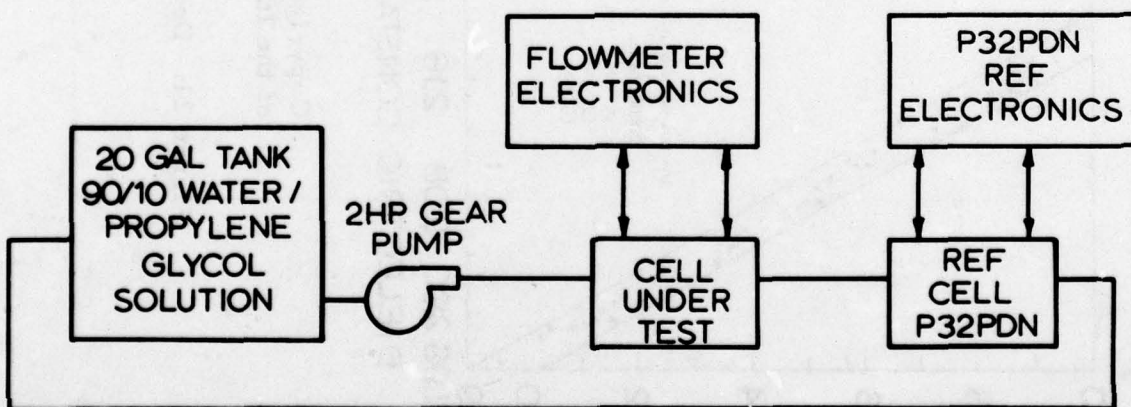 20 GAL TANK
90/10 WATER /
PROPYLENE
GLYCOL
SOLUTION
2HP GEAR
PUMP
FLOWMETER
ELECTRONICS
CELL
UNDER
TEST
P32PDN
REF
ELECTRONICS
REF
CELL
P32PDN